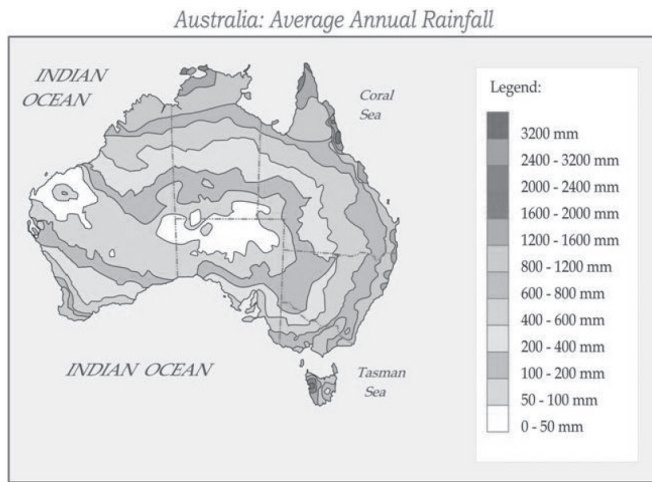 Australia: Average Annual Rainfall
INDIAN
OCEAN
Coral
Sea
INDIAN OCEAN
Tasman
Sea
Legend:
3200 mm
2400 - 3200 mm
2000 - 2400 mm
1600 - 2000 mm
1200 - 1600 mm
800 - 1200 mm
600 - 800 mm
400 - 600 mm
200 - 400 mm
100 - 200 mm
50 - 100 mm
0 - 50 mm